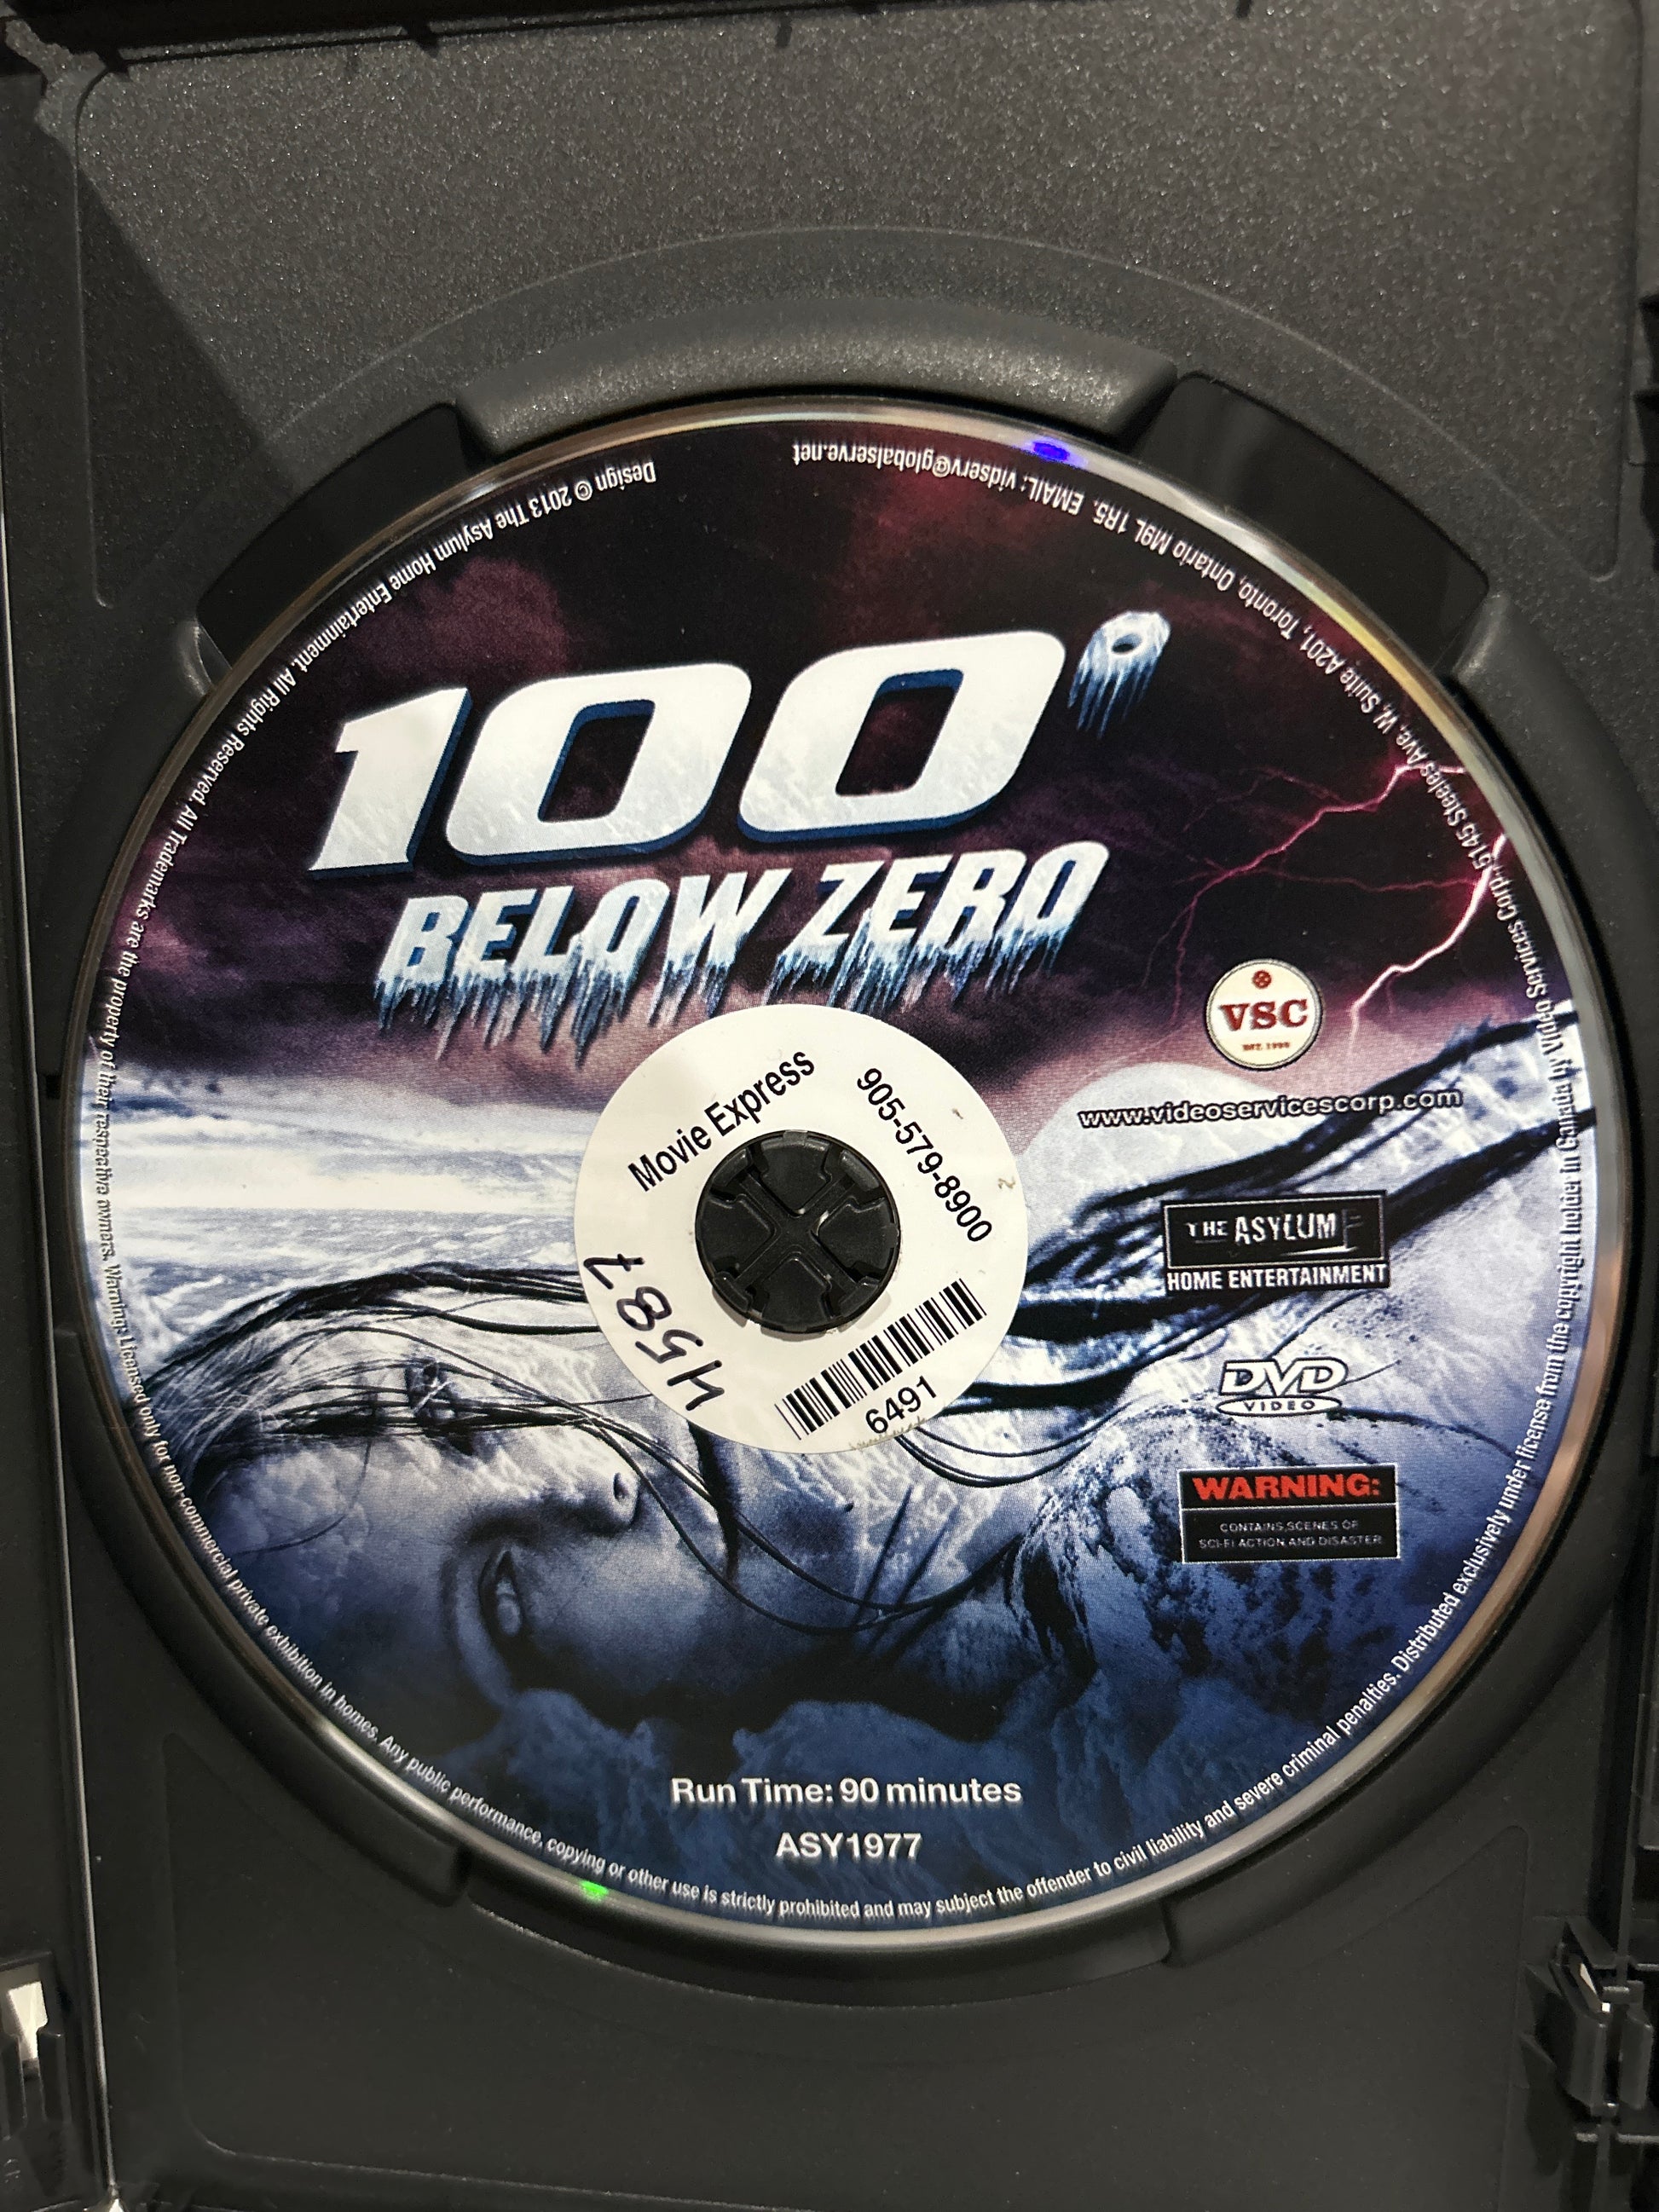 100°
BELOW ZERO
VSC
www.videoservicescorp.com
THE ASYLUM
HOME ENTERTAINMENT
DVD
VIDEO
WARNING:
CONTAINS SCENES OF
SCI-FI ACTION AND DISASTER
Movie Express
905-579-8900
6491
4587
Run Time: 90 minutes
ASY1977
Design © 2013 The Asylum Home Entertainment. All Rights Reserved. All Trademarks are the property of their respective owners. Warning: Licensed only for non-commercial private exhibition in homes. Any public performance, copying or other use is strictly prohibited and may subject the offender to civil liability and severe criminal penalties. Distributed exclusively under license from the copyright holder in Canada by Video Services Corp-5145 Steeles Ave. W, Suite A201, Toronto, Ontario M9L 1R5. EMAIL: vidserv@globalserve.net